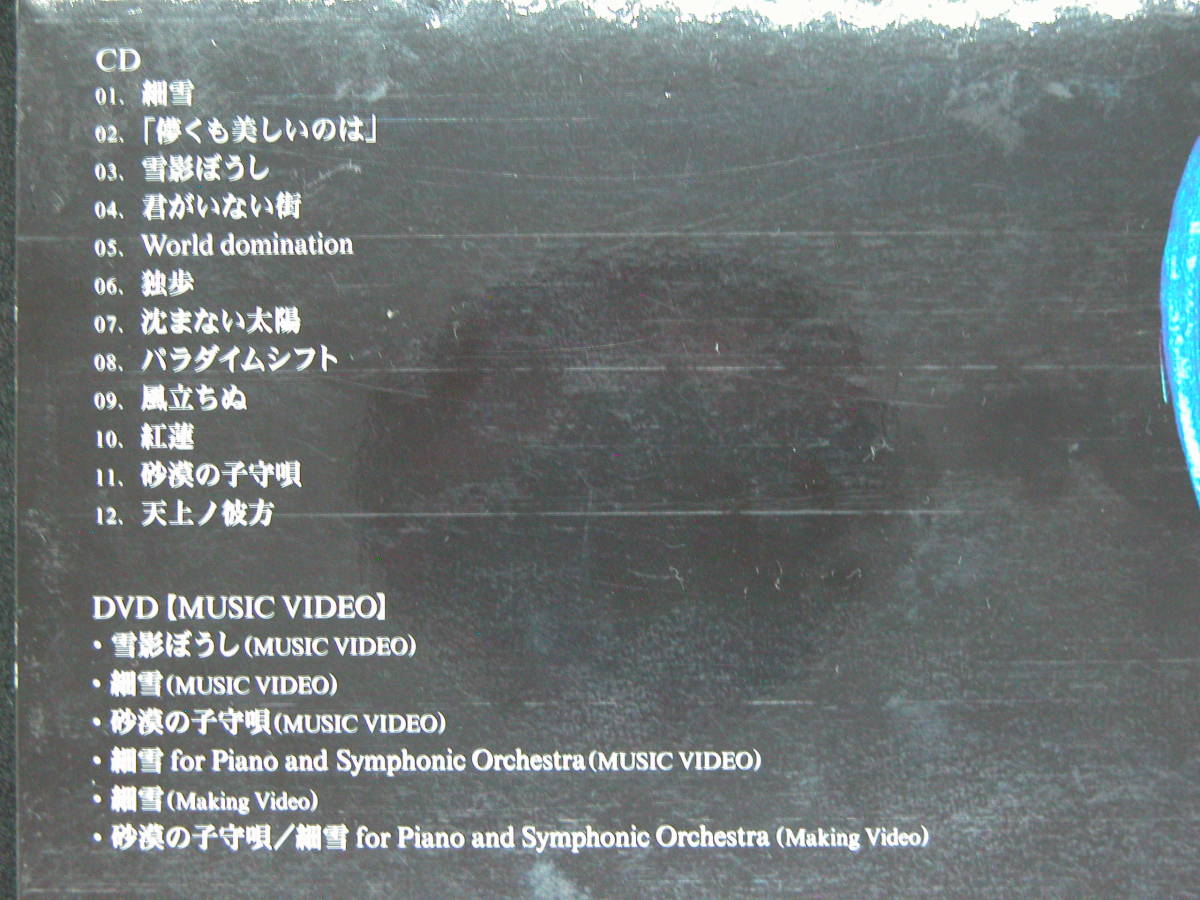 CD
01. 細雪
02.「儚くも美しいのは」
03. 雪影ぼうし
04. 君がいない街
05. World domination
06. 独歩
07. 沈まない太陽
08. パラダイムシフト
09. 風立ちぬ
10. 紅蓮
11. 砂漠の子守唄
12. 天上ノ彼方
DVD【MUSIC VIDEO】
・雪影ぼうし(MUSIC VIDEO)
・細雪(MUSIC VIDEO)
・砂漠の子守唄(MUSIC VIDEO)
・細雪 for Piano and Symphonic Orchestra(MUSIC VIDEO)
・細雪(Making Video)
・砂漠の子守唄/細雪 for Piano and Symphonic Orchestra (Making Video)